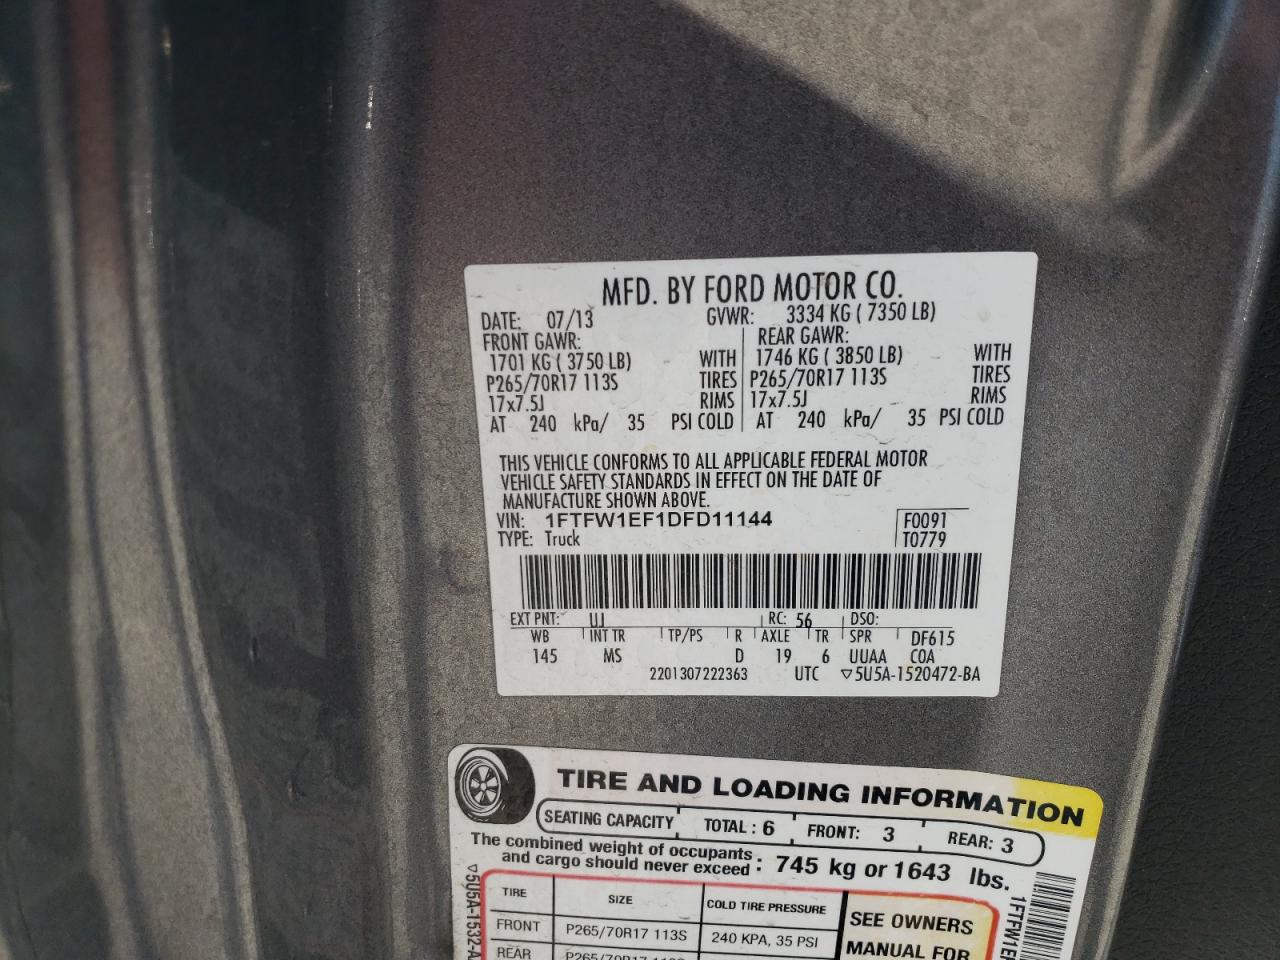 MFD. BY FORD MOTOR CO.
DATE: 07/13 GVWR: 3334 KG ( 7350 LB)
FRONT GAWR: REAR GAWR:
1701 KG ( 3750 LB) WITH 1746 KG ( 3850 LB) WITH
P265/70R17 113S TIRES P265/70R17 113S TIRES
17x7.5J RIMS 17x7.5J RIMS
AT 240 kPa/ 35 PSI COLD AT 240 kPa/ 35 PSI COLD
THIS VEHICLE CONFORMS TO ALL APPLICABLE FEDERAL MOTOR
VEHICLE SAFETY STANDARDS IN EFFECT ON THE DATE OF
MANUFACTURE SHOWN ABOVE.
VIN: 1FTFW1EF1DFD11144 F0091
TYPE: Truck T0779
EXT PNT: UJ RC: 56 DSO:
WB INT TR TP/PS R AXLE TR SPR DF615
145 MS D 19 6 UUAA COA
2201307222363 UTC ▽5U5A-1520472-BA
TIRE AND LOADING INFORMATION
SEATING CAPACITY TOTAL : 6 FRONT: 3 REAR: 3
The combined weight of occupants
and cargo should never exceed : 745 kg or 1643 lbs.
TIRE SIZE COLD TIRE PRESSURE SEE OWNERS
FRONT P265/70R17 113S 240 KPA, 35 PSI MANUAL FOR
REAR P265/70R17 113S
▽5U5A-1532-A
1FTFW1E